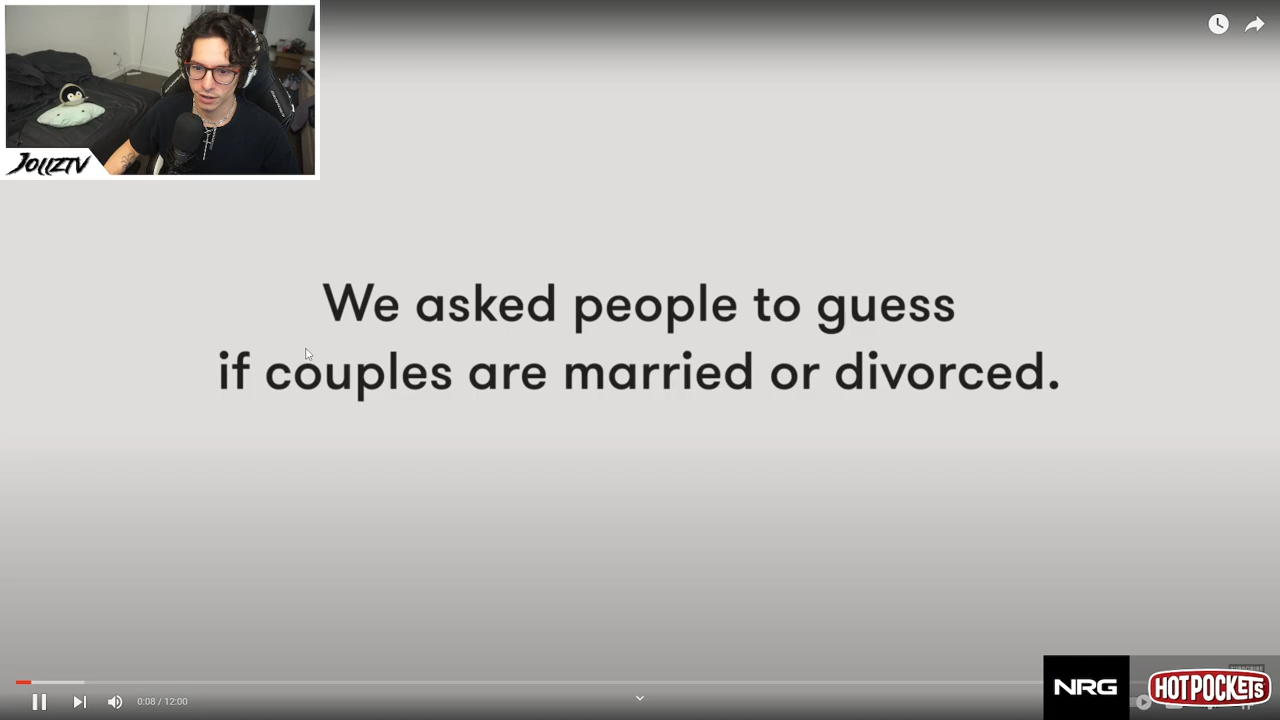 JOLLZTV
We asked people to guess
if couples are married or divorced.
SUBSCRIBE
NRG
HOT POCKETS
0:08 / 12:00